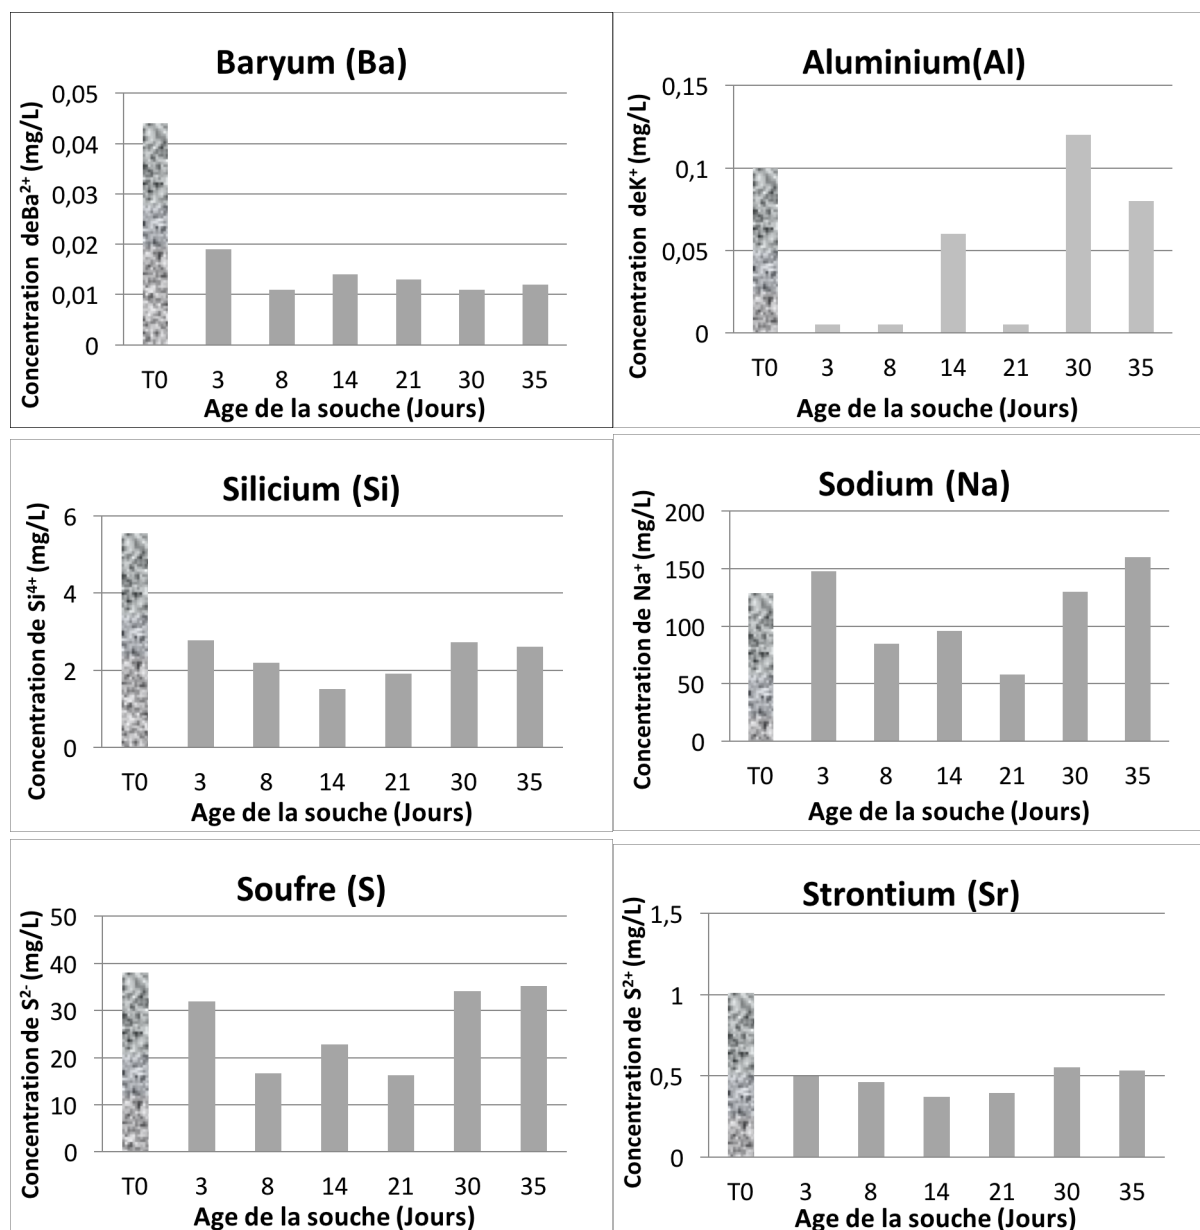 Baryum (Ba)
Concentration deBa²⁺ (mg/L)
0,05
0,04
0,03
0,02
0,01
0
T0 3 8 14 21 30 35
Age de la souche (Jours)
Aluminium(Al)
Concentration deK⁺ (mg/L)
0,15
0,1
0,05
0
T0 3 8 14 21 30 35
Age de la souche (Jours)
Silicium (Si)
Concentration de Si⁴⁺ (mg/L)
6
4
2
0
T0 3 8 14 21 30 35
Age de la souche (Jours)
Sodium (Na)
Concentration de Na⁺ (mg/L)
200
150
100
50
0
T0 3 8 14 21 30 35
Age de la souche (Jours)
Soufre (S)
Concentration de S²⁻ (mg/L)
50
40
30
20
10
0
T0 3 8 14 21 30 35
Age de la souche (Jours)
Strontium (Sr)
Concentration de S²⁺ (mg/L)
1,5
1
0,5
0
T0 3 8 14 21 30 35
Age de la souche (Jours)